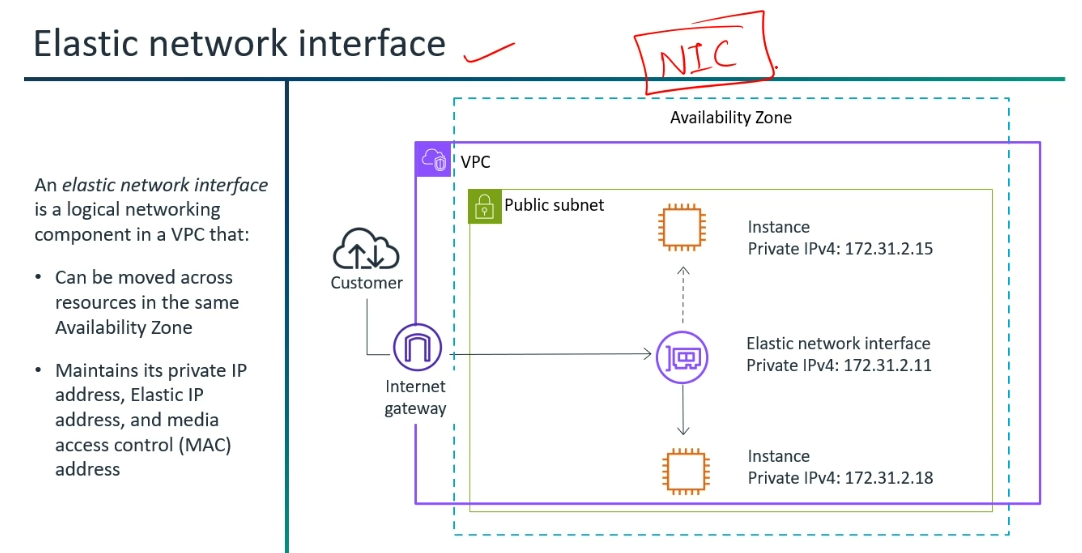 Elastic network interface
NIC
An elastic network interface
is a logical networking
component in a VPC that:
• Can be moved across
resources in the same
Availability Zone
• Maintains its private IP
address, Elastic IP
address, and media
access control (MAC)
address
Availability Zone
VPC
Public subnet
Instance
Private IPv4: 172.31.2.15
Customer
Elastic network interface
Private IPv4: 172.31.2.11
Internet
gateway
Instance
Private IPv4: 172.31.2.18